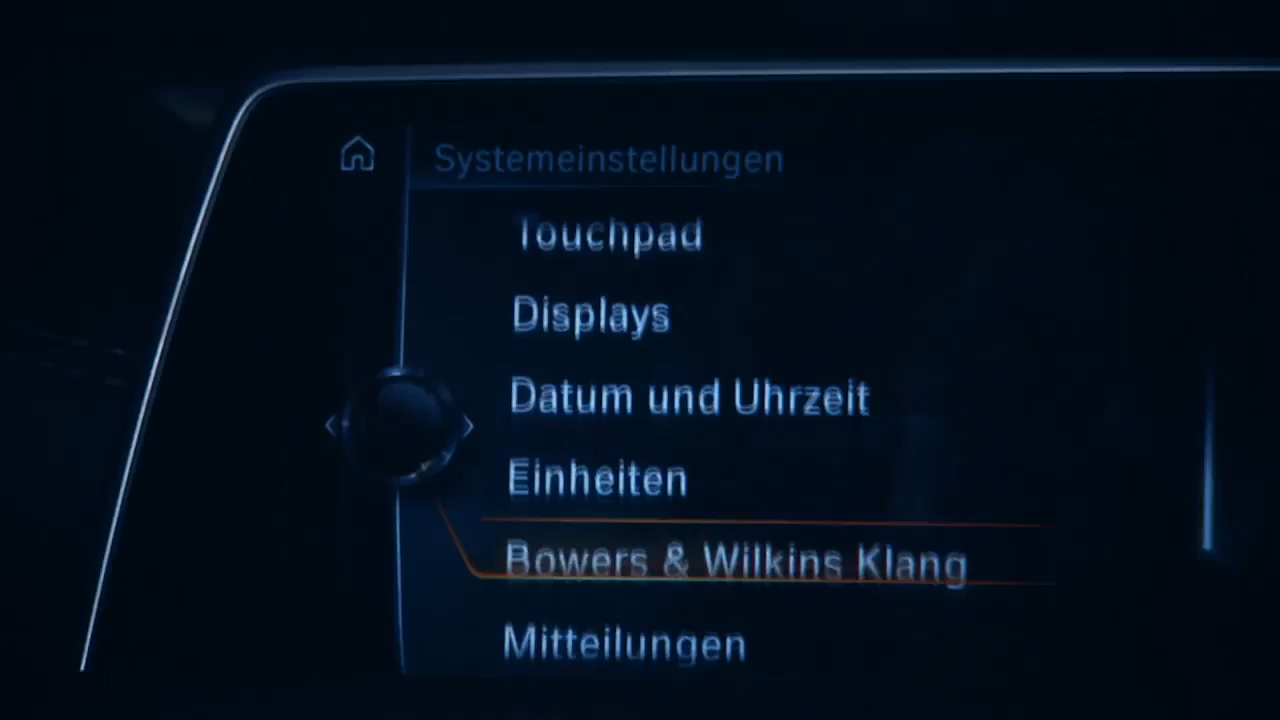 Systemeinstellungen
Touchpad
Displays
Datum und Uhrzeit
Einheiten
Bowers & Wilkins Klang
Mitteilungen